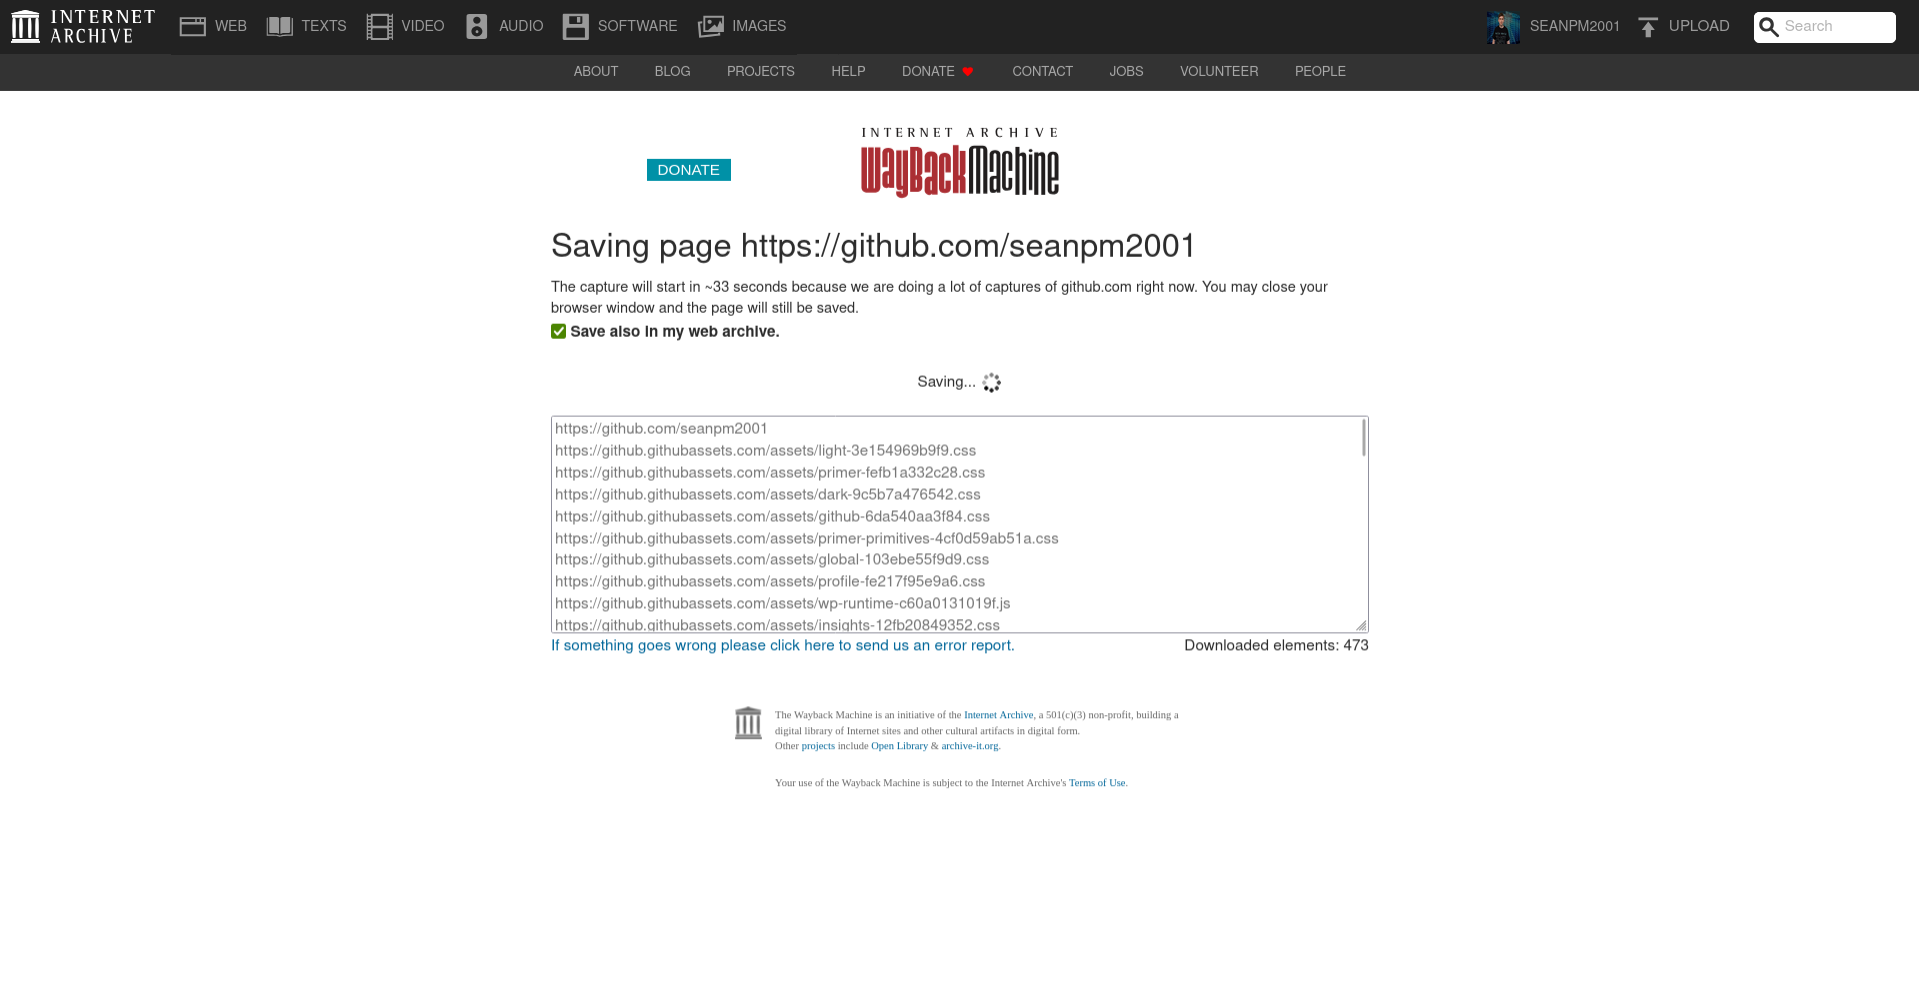 INTERNET ARCHIVE
WEB TEXTS VIDEO AUDIO SOFTWARE IMAGES SEANPM2001 UPLOAD Search
ABOUT BLOG PROJECTS HELP DONATE CONTACT JOBS VOLUNTEER PEOPLE
INTERNET ARCHIVE
WayBackMachine
DONATE
Saving page https://github.com/seanpm2001
The capture will start in ~33 seconds because we are doing a lot of captures of github.com right now. You may close your
browser window and the page will still be saved.
Save also in my web archive.
Saving...
https://github.com/seanpm2001
https://github.githubassets.com/assets/light-3e154969b9f9.css
https://github.githubassets.com/assets/primer-fefb1a332c28.css
https://github.githubassets.com/assets/dark-9c5b7a476542.css
https://github.githubassets.com/assets/github-6da540aa3f84.css
https://github.githubassets.com/assets/primer-primitives-4cf0d59ab51a.css
https://github.githubassets.com/assets/global-103ebe55f9d9.css
https://github.githubassets.com/assets/profile-fe217f95e9a6.css
https://github.githubassets.com/assets/wp-runtime-c60a0131019f.js
https://github.githubassets.com/assets/insights-12fb20849352.css
If something goes wrong please click here to send us an error report. Downloaded elements: 473
The Wayback Machine is an initiative of the Internet Archive, a 501(c)(3) non-profit, building a
digital library of Internet sites and other cultural artifacts in digital form.
Other projects include Open Library & archive-it.org.
Your use of the Wayback Machine is subject to the Internet Archive's Terms of Use.